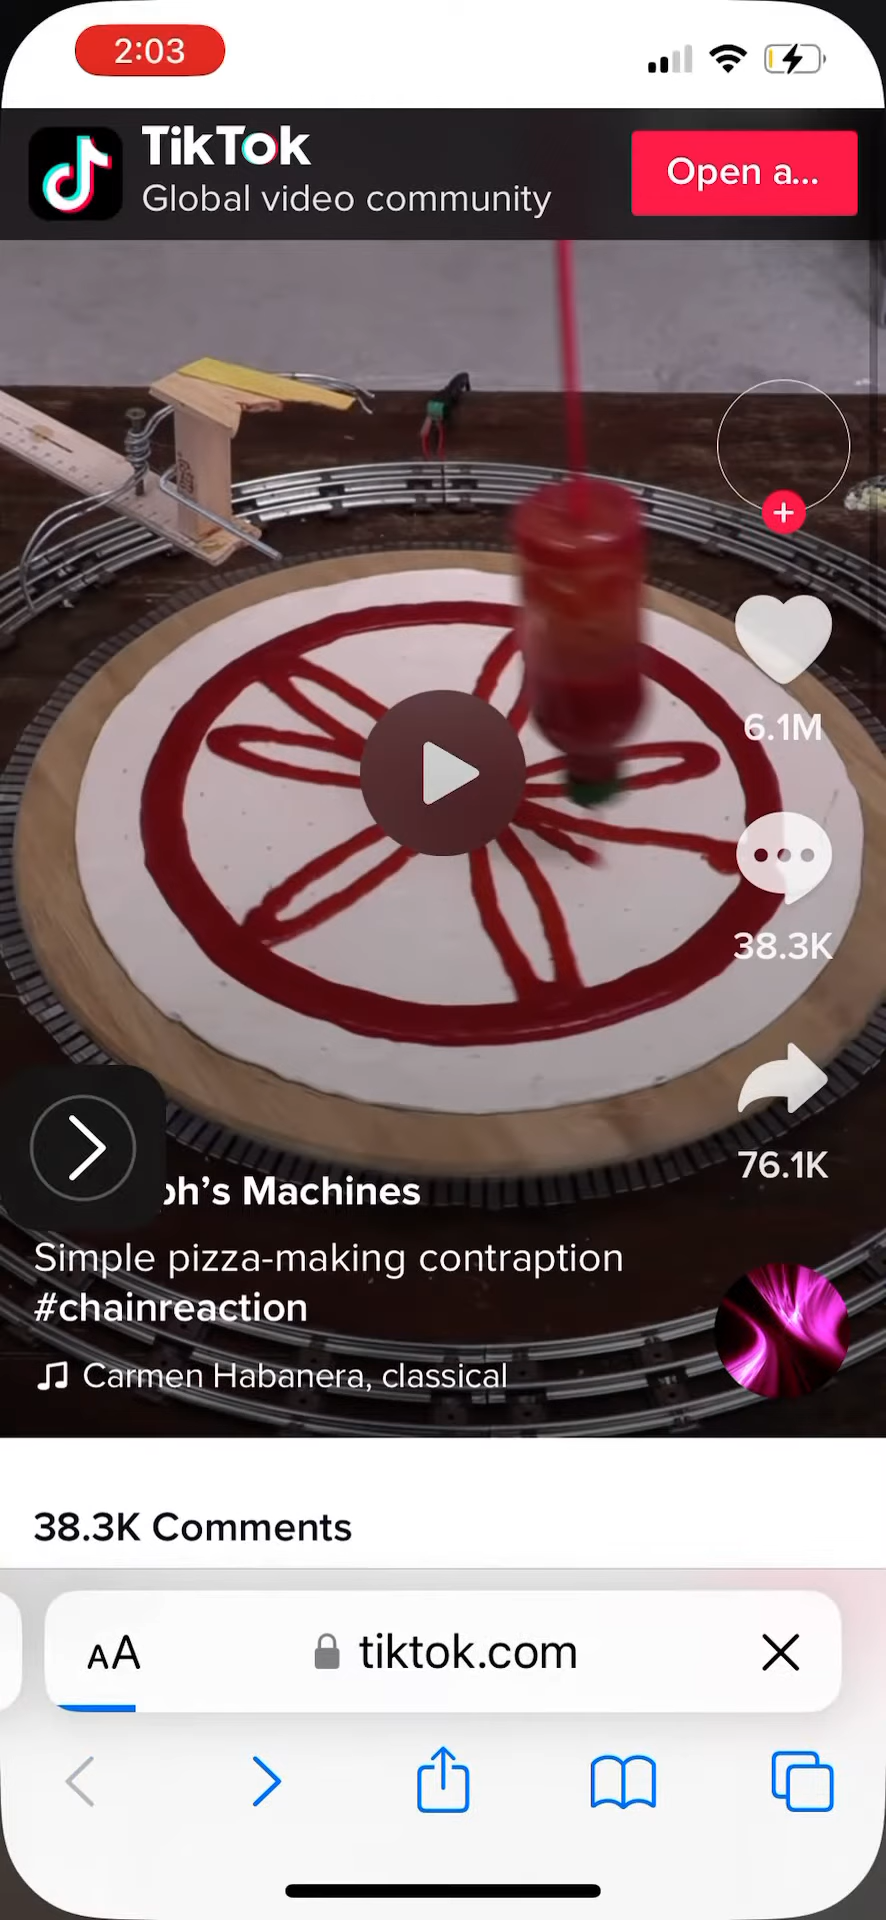 2:03
TikTok
Global video community
Open a...
6.1M
38.3K
76.1K
ph's Machines
Simple pizza-making contraption
#chainreaction
Carmen Habanera, classical
38.3K Comments
AA
tiktok.com